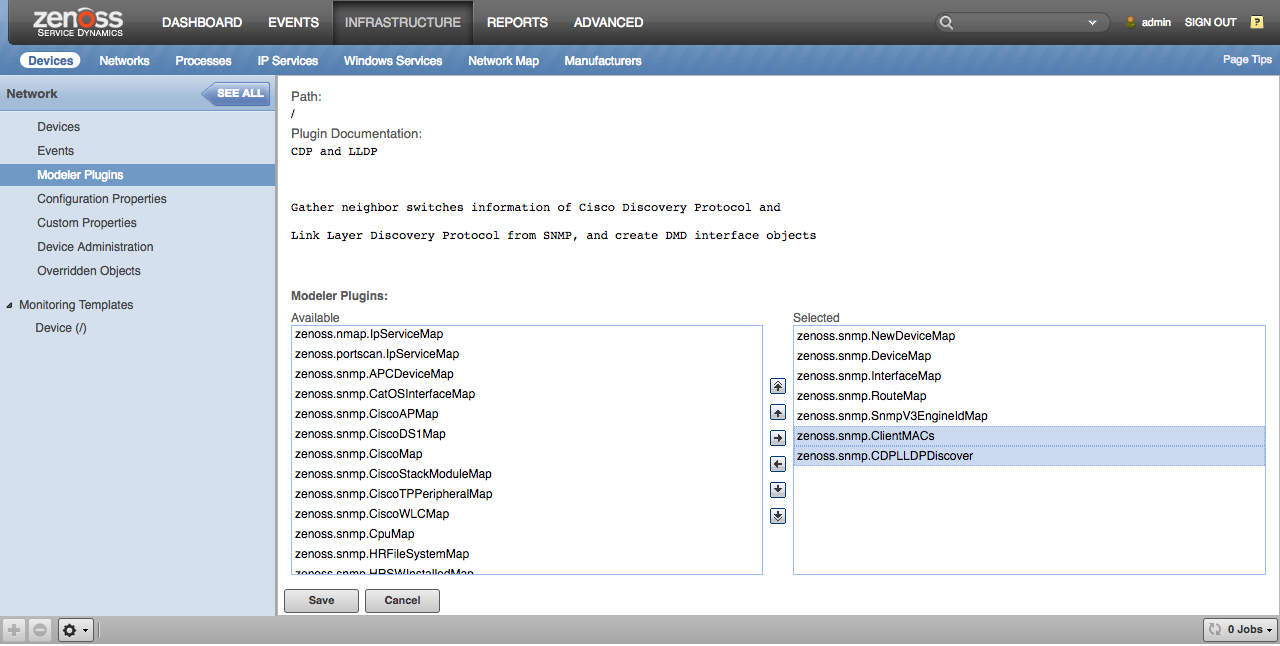 zenoss
SERVICE DYNAMICS
DASHBOARD EVENTS INFRASTRUCTURE REPORTS ADVANCED
admin SIGN OUT ?
Devices Networks Processes IP Services Windows Services Network Map Manufacturers Page Tips
Network SEE ALL
Devices
Events
Modeler Plugins
Configuration Properties
Custom Properties
Device Administration
Overridden Objects
Monitoring Templates
Device (/)
Path:
/
Plugin Documentation:
CDP and LLDP
Gather neighbor switches information of Cisco Discovery Protocol and
Link Layer Discovery Protocol from SNMP, and create DMD interface objects
Modeler Plugins:
Available
zenoss.nmap.IpServiceMap
zenoss.portscan.IpServiceMap
zenoss.snmp.APCDeviceMap
zenoss.snmp.CatOSInterfaceMap
zenoss.snmp.CiscoAPMap
zenoss.snmp.CiscoDS1Map
zenoss.snmp.CiscoMap
zenoss.snmp.CiscoStackModuleMap
zenoss.snmp.CiscoTPPeripheralMap
zenoss.snmp.CiscoWLCMap
zenoss.snmp.CpuMap
zenoss.snmp.HRFileSystemMap
zenoss.snmp.HRSWInstalledMap
Selected
zenoss.snmp.NewDeviceMap
zenoss.snmp.DeviceMap
zenoss.snmp.InterfaceMap
zenoss.snmp.RouteMap
zenoss.snmp.SnmpV3EngineIdMap
zenoss.snmp.ClientMACs
zenoss.snmp.CDPLLDPDiscover
Save Cancel
0 Jobs